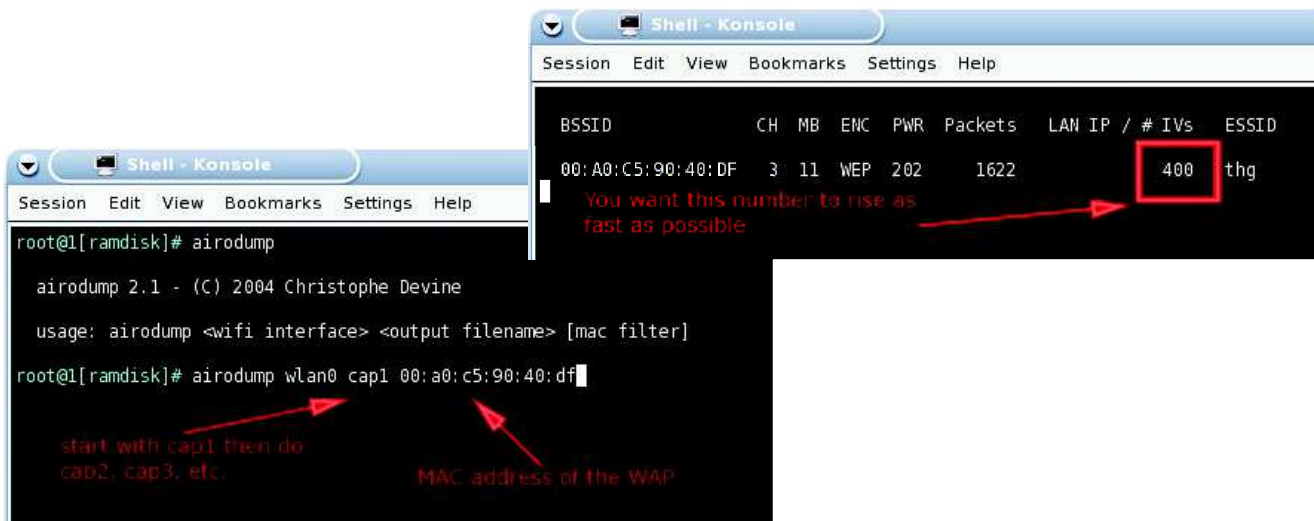 Shell - Konsole
Session Edit View Bookmarks Settings Help
BSSID CH MB ENC PWR Packets LAN IP / # IVs ESSID
00:A0:C5:90:40:DF 3 11 WEP 202 1622 400 thg
You want this number to rise as
fast as possible
Shell - Konsole
Session Edit View Bookmarks Settings Help
root@1[ramdisk]# airodump
airodump 2.1 - (C) 2004 Christophe Devine
usage: airodump <wifi interface> <output filename> [mac filter]
root@1[ramdisk]# airodump wlan0 cap1 00:a0:c5:90:40:df
start with cap1 then do
cap2, cap3, etc.
MAC address of the WAP